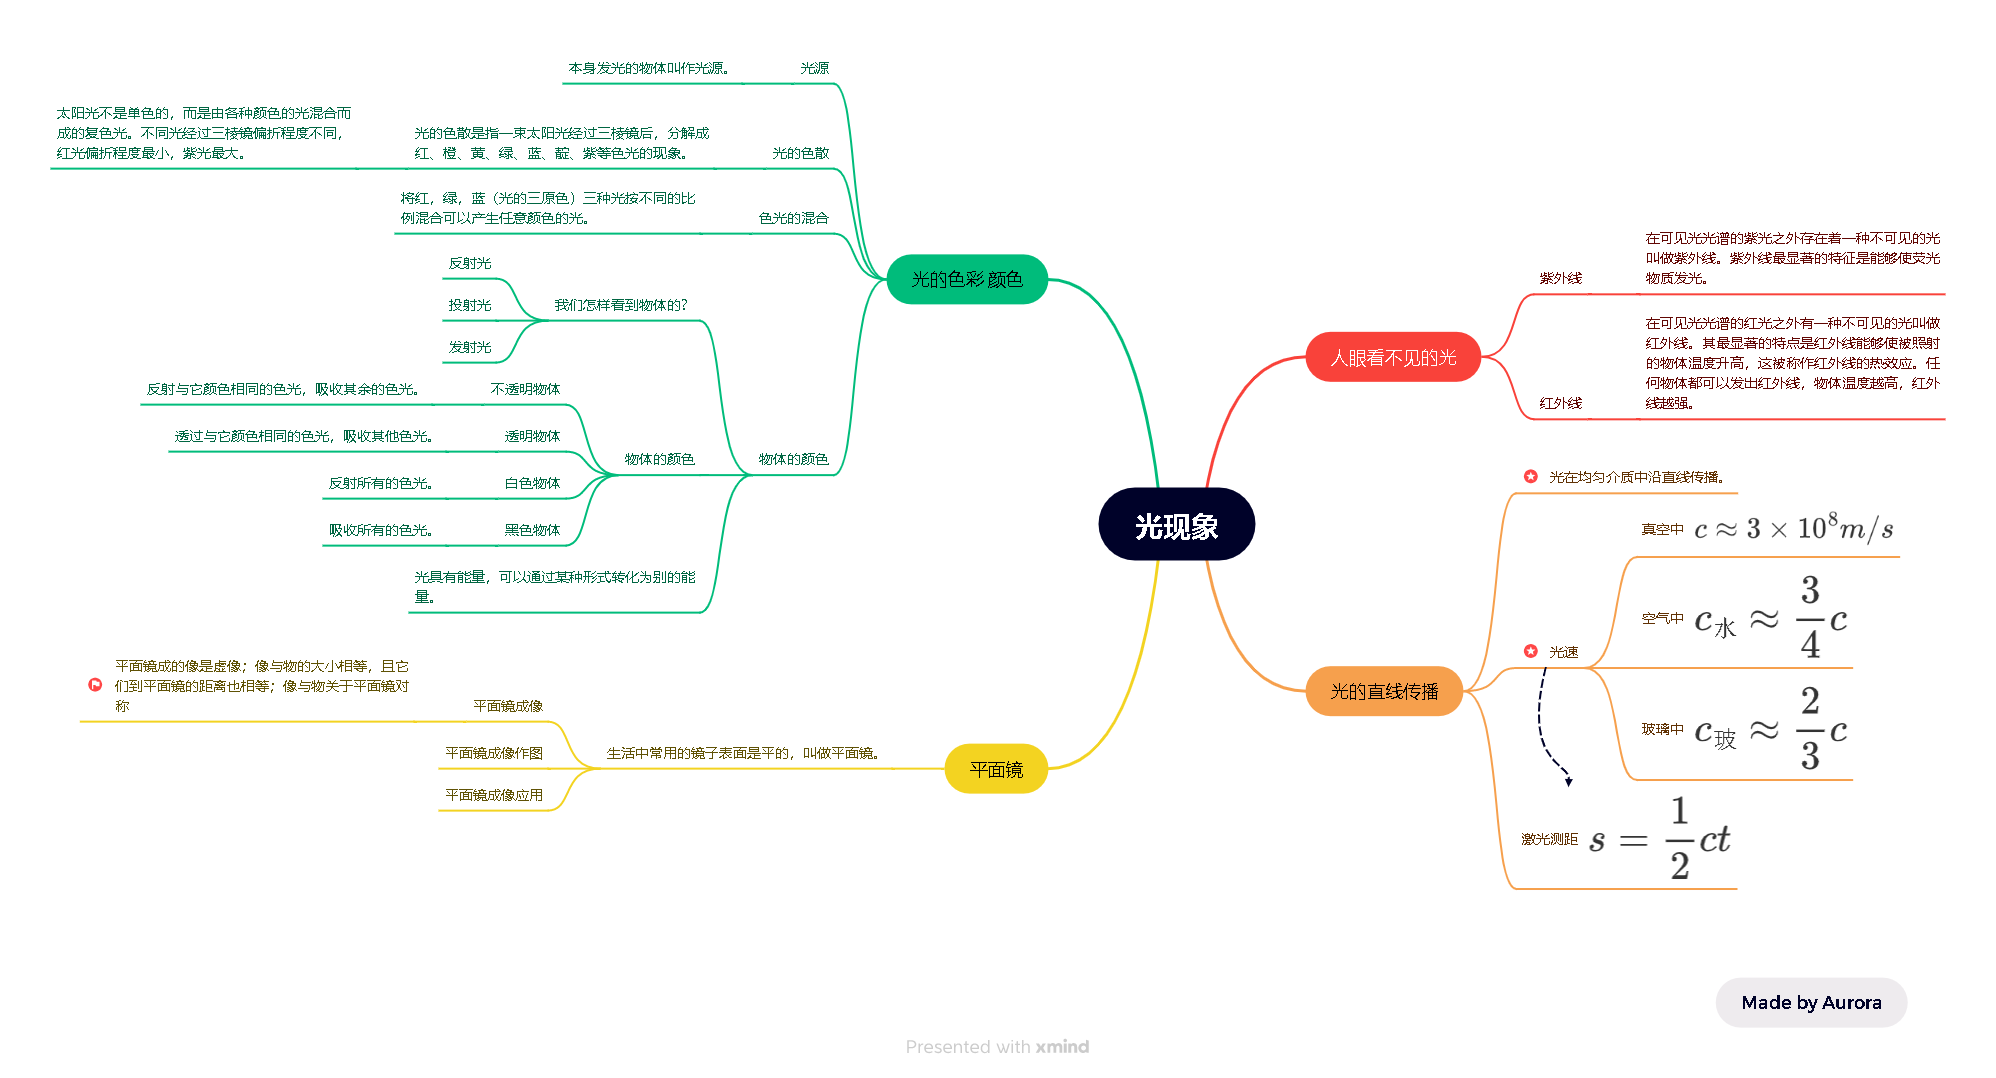 光现象
光的色彩 颜色
光源
本身发光的物体叫作光源。
光的色散
光的色散是指一束太阳光经过三棱镜后，分解成
红、橙、黄、绿、蓝、靛、紫等色光的现象。
太阳光不是单色的，而是由各种颜色的光混合而
成的复色光。不同光经过三棱镜偏折程度不同，
红光偏折程度最小，紫光最大。
色光的混合
将红，绿，蓝（光的三原色）三种光按不同的比
例混合可以产生任意颜色的光。
物体的颜色
我们怎样看到物体的？
反射光
投射光
发射光
物体的颜色
不透明物体
反射与它颜色相同的色光，吸收其余的色光。
透明物体
透过与它颜色相同的色光，吸收其他色光。
白色物体
反射所有的色光。
黑色物体
吸收所有的色光。
光具有能量，可以通过某种形式转化为别的能
量。
人眼看不见的光
紫外线
在可见光光谱的紫光之外存在着一种不可见的光
叫做紫外线。紫外线最显著的特征是能够使荧光
物质发光。
红外线
在可见光光谱的红光之外有一种不可见的光叫做
红外线。其最显著的特点是红外线能够使被照射
的物体温度升高，这被称作红外线的热效应。任
何物体都可以发出红外线，物体温度越高，红外
线越强。
光的直线传播
光在均匀介质中沿直线传播。
光速
真空中 c ≈ 3 × 10⁸m/s
空气中 c水 ≈ 3/4 c
玻璃中 c玻 ≈ 2/3 c
激光测距 s = 1/2 ct
平面镜
生活中常用的镜子表面是平的，叫做平面镜。
平面镜成像
平面镜成的像是虚像；像与物的大小相等，且它
们到平面镜的距离也相等；像与物关于平面镜对
称
平面镜成像作图
平面镜成像应用
Made by Aurora
Presented with xmind